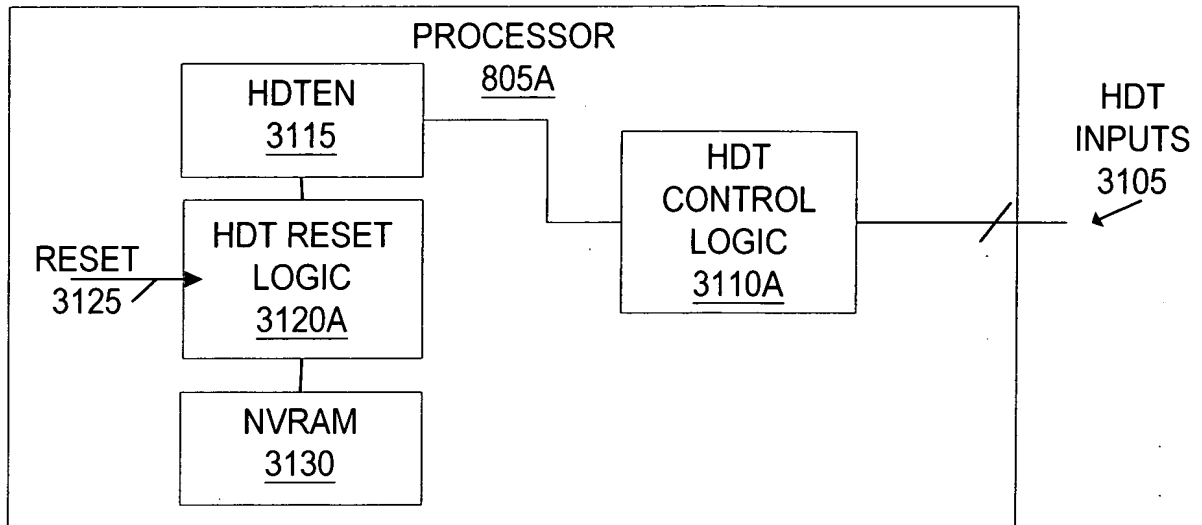 PROCESSOR
805A
HDTEN
3115
HDT
INPUTS
3105
HDT
CONTROL
LOGIC
3110A
HDT RESET
LOGIC
3120A
RESET
3125
NVRAM
3130